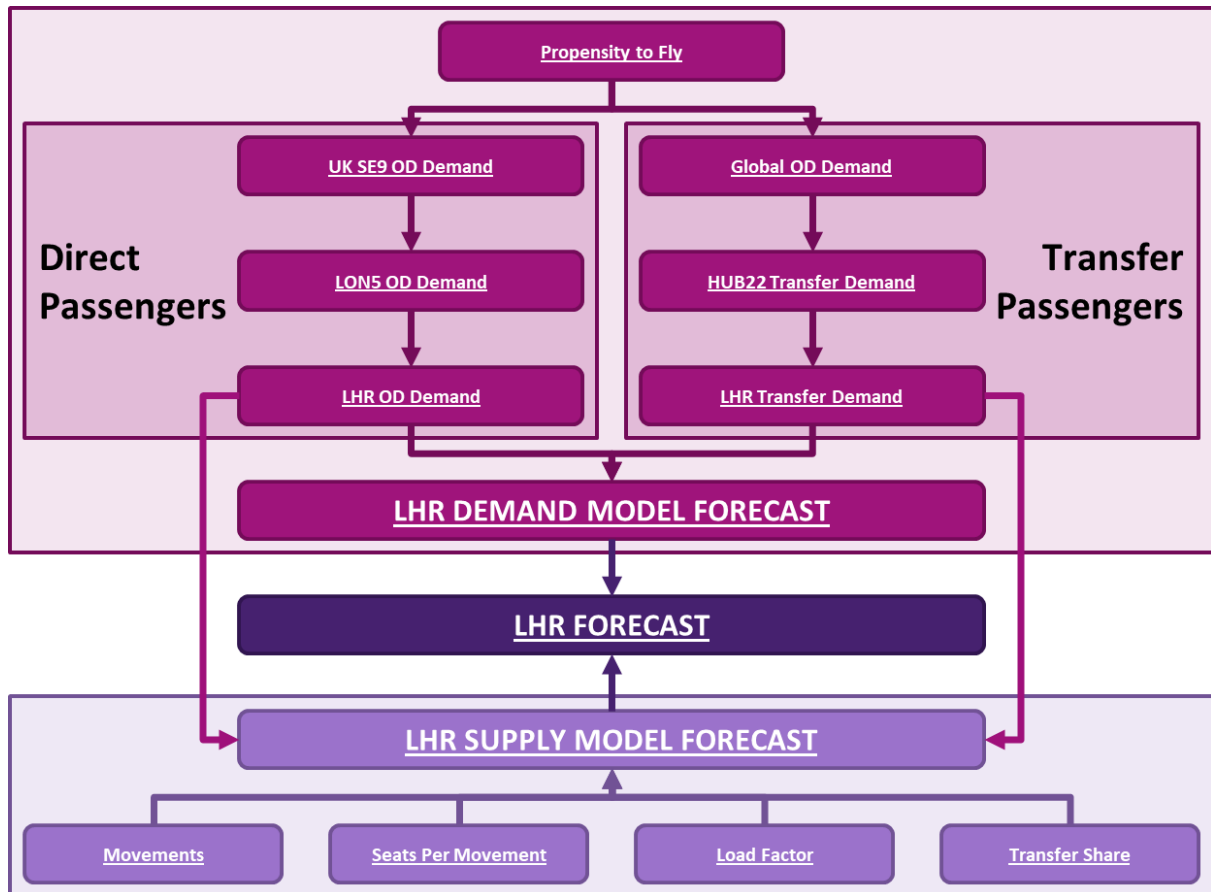 Propensity to Fly
UK SE9 OD Demand
Global OD Demand
Direct
Passengers
LON5 OD Demand
HUB22 Transfer Demand
Transfer
Passengers
LHR OD Demand
LHR Transfer Demand
LHR DEMAND MODEL FORECAST
LHR FORECAST
LHR SUPPLY MODEL FORECAST
Movements
Seats Per Movement
Load Factor
Transfer Share